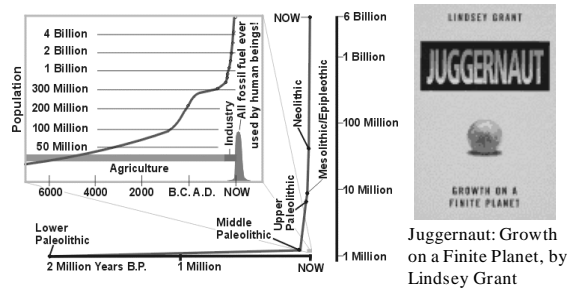 Population
4 Billion
2 Billion
1 Billion
300 Million
200 Million
100 Million
50 Million
Agriculture
Industry
All fossil fuel ever
used by human beings!
6000
4000
2000
B.C.
A.D.
NOW
NOW
6 Billion
1 Billion
100 Million
10 Million
1 Million
Neolithic
Mesolithic/Epipleothic
Upper
Paleolithic
Middle
Paleolithic
Lower
Paleolithic
2 Million Years B.P.
1 Million
NOW
LINDSEY GRANT
JUGGERNAUT
GROWTH ON A
FINITE PLANET
Juggernaut: Growth
on a Finite Planet, by
Lindsey Grant